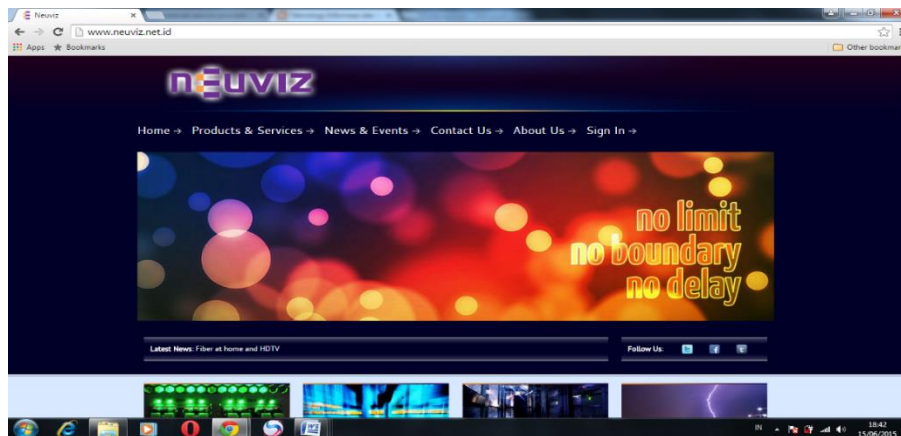 Neuviz
www.neuviz.net.id
Apps Bookmarks Other bookmar
nEUVIZ
Home → Products & Services → News & Events → Contact Us → About Us → Sign In →
no limit
no boundary
no delay
Latest News: Fiber at home and HDTV
Follow Us:
IN
18:42
15/06/2015